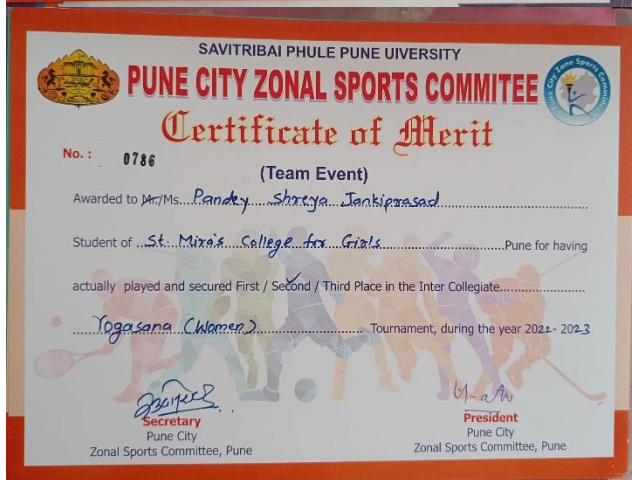 SAVITRIBAI PHULE PUNE UIVERSITY
PUNE CITY ZONAL SPORTS COMMITEE
Certificate of Merit
No. : 0786
(Team Event)
Awarded to Mr./Ms. Pandey Shreya Jankiprasad
Student of St. Mira's College for Girls Pune for having
actually played and secured First / Second / Third Place in the Inter Collegiate
Yogasana (Women) Tournament, during the year 2022-2023
Secretary
Pune City
Zonal Sports Committee, Pune
President
Pune City
Zonal Sports Committee, Pune